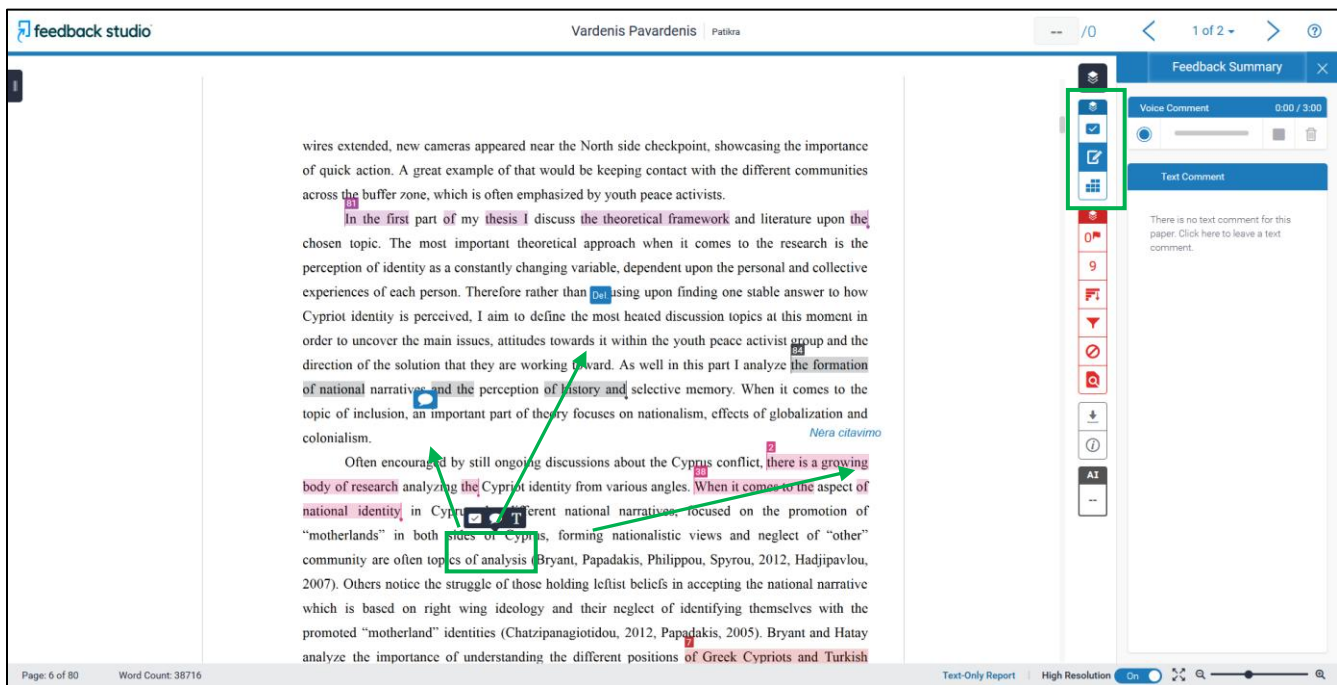 feedback studio
Vardenis Pavardenis | Patikra
-- /0
1 of 2
Feedback Summary
Voice Comment 0:00 / 3:00
Text Comment
There is no text comment for this
paper. Click here to leave a text
comment.
0
9
AI
--
wires extended, new cameras appeared near the North side checkpoint, showcasing the importance
of quick action. A great example of that would be keeping contact with the different communities
across the buffer zone, which is often emphasized by youth peace activists.
81
In the first part of my thesis I discuss the theoretical framework and literature upon the
chosen topic. The most important theoretical approach when it comes to the research is the
perception of identity as a constantly changing variable, dependent upon the personal and collective
experiences of each person. Therefore rather than Del using upon finding one stable answer to how
Cypriot identity is perceived, I aim to define the most heated discussion topics at this moment in
order to uncover the main issues, attitudes towards it within the youth peace activist group and the
84
direction of the solution that they are working toward. As well in this part I analyze the formation
of national narratives and the perception of history and selective memory. When it comes to the
topic of inclusion, an important part of theory focuses on nationalism, effects of globalization and
colonialism.
Nėra citavimo
2
Often encouraged by still ongoing discussions about the Cyprus conflict, there is a growing
38
body of research analyzing the Cypriot identity from various angles. When it comes to the aspect of
national identity in Cyprus different national narratives, focused on the promotion of
T
“motherlands” in both sides of Cyprus, forming nationalistic views and neglect of “other”
community are often topics of analysis (Bryant, Papadakis, Philippou, Spyrou, 2012, Hadjipavlou,
2007). Others notice the struggle of those holding leftist beliefs in accepting the national narrative
which is based on right wing ideology and their neglect of identifying themselves with the
promoted “motherland” identities (Chatzipanagiotidou, 2012, Papadakis, 2005). Bryant and Hatay
7
analyze the importance of understanding the different positions of Greek Cypriots and Turkish
Page: 6 of 80 Word Count: 38716 Text-Only Report High Resolution On